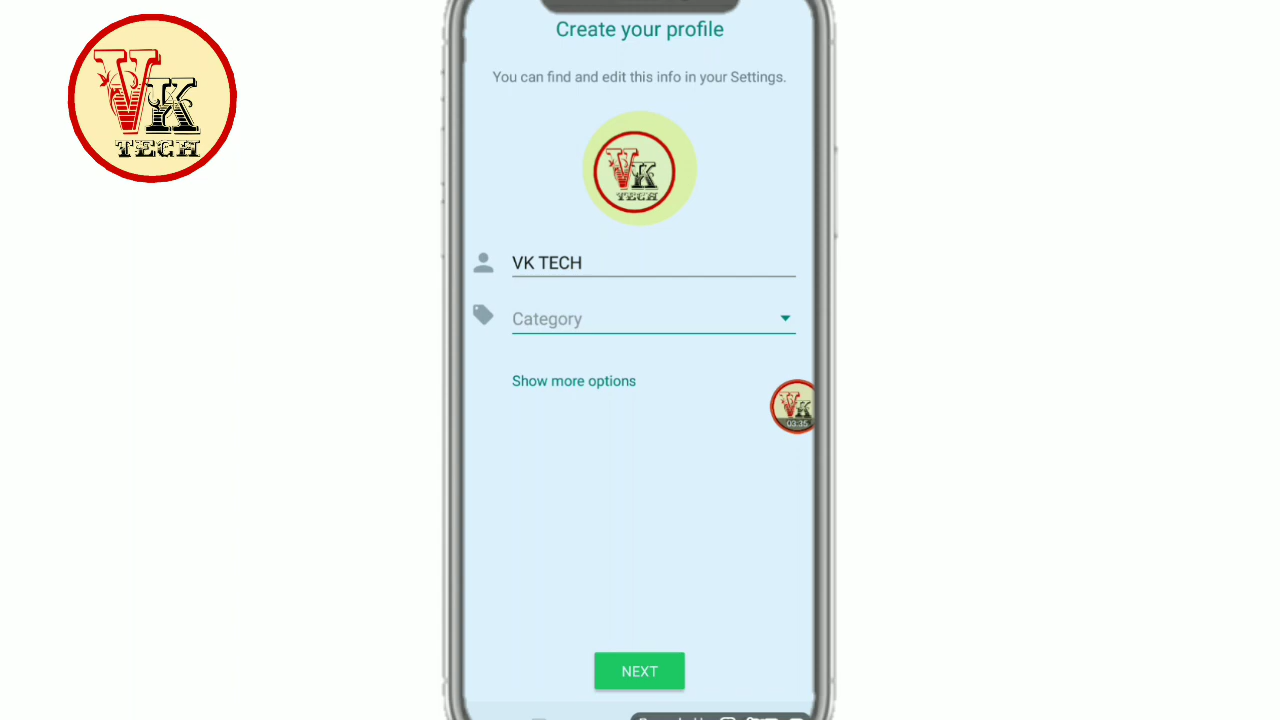 VK
TECH
Create your profile
You can find and edit this info in your Settings.
VK
TECH
VK TECH
Category
Show more options
VK
03:35
NEXT